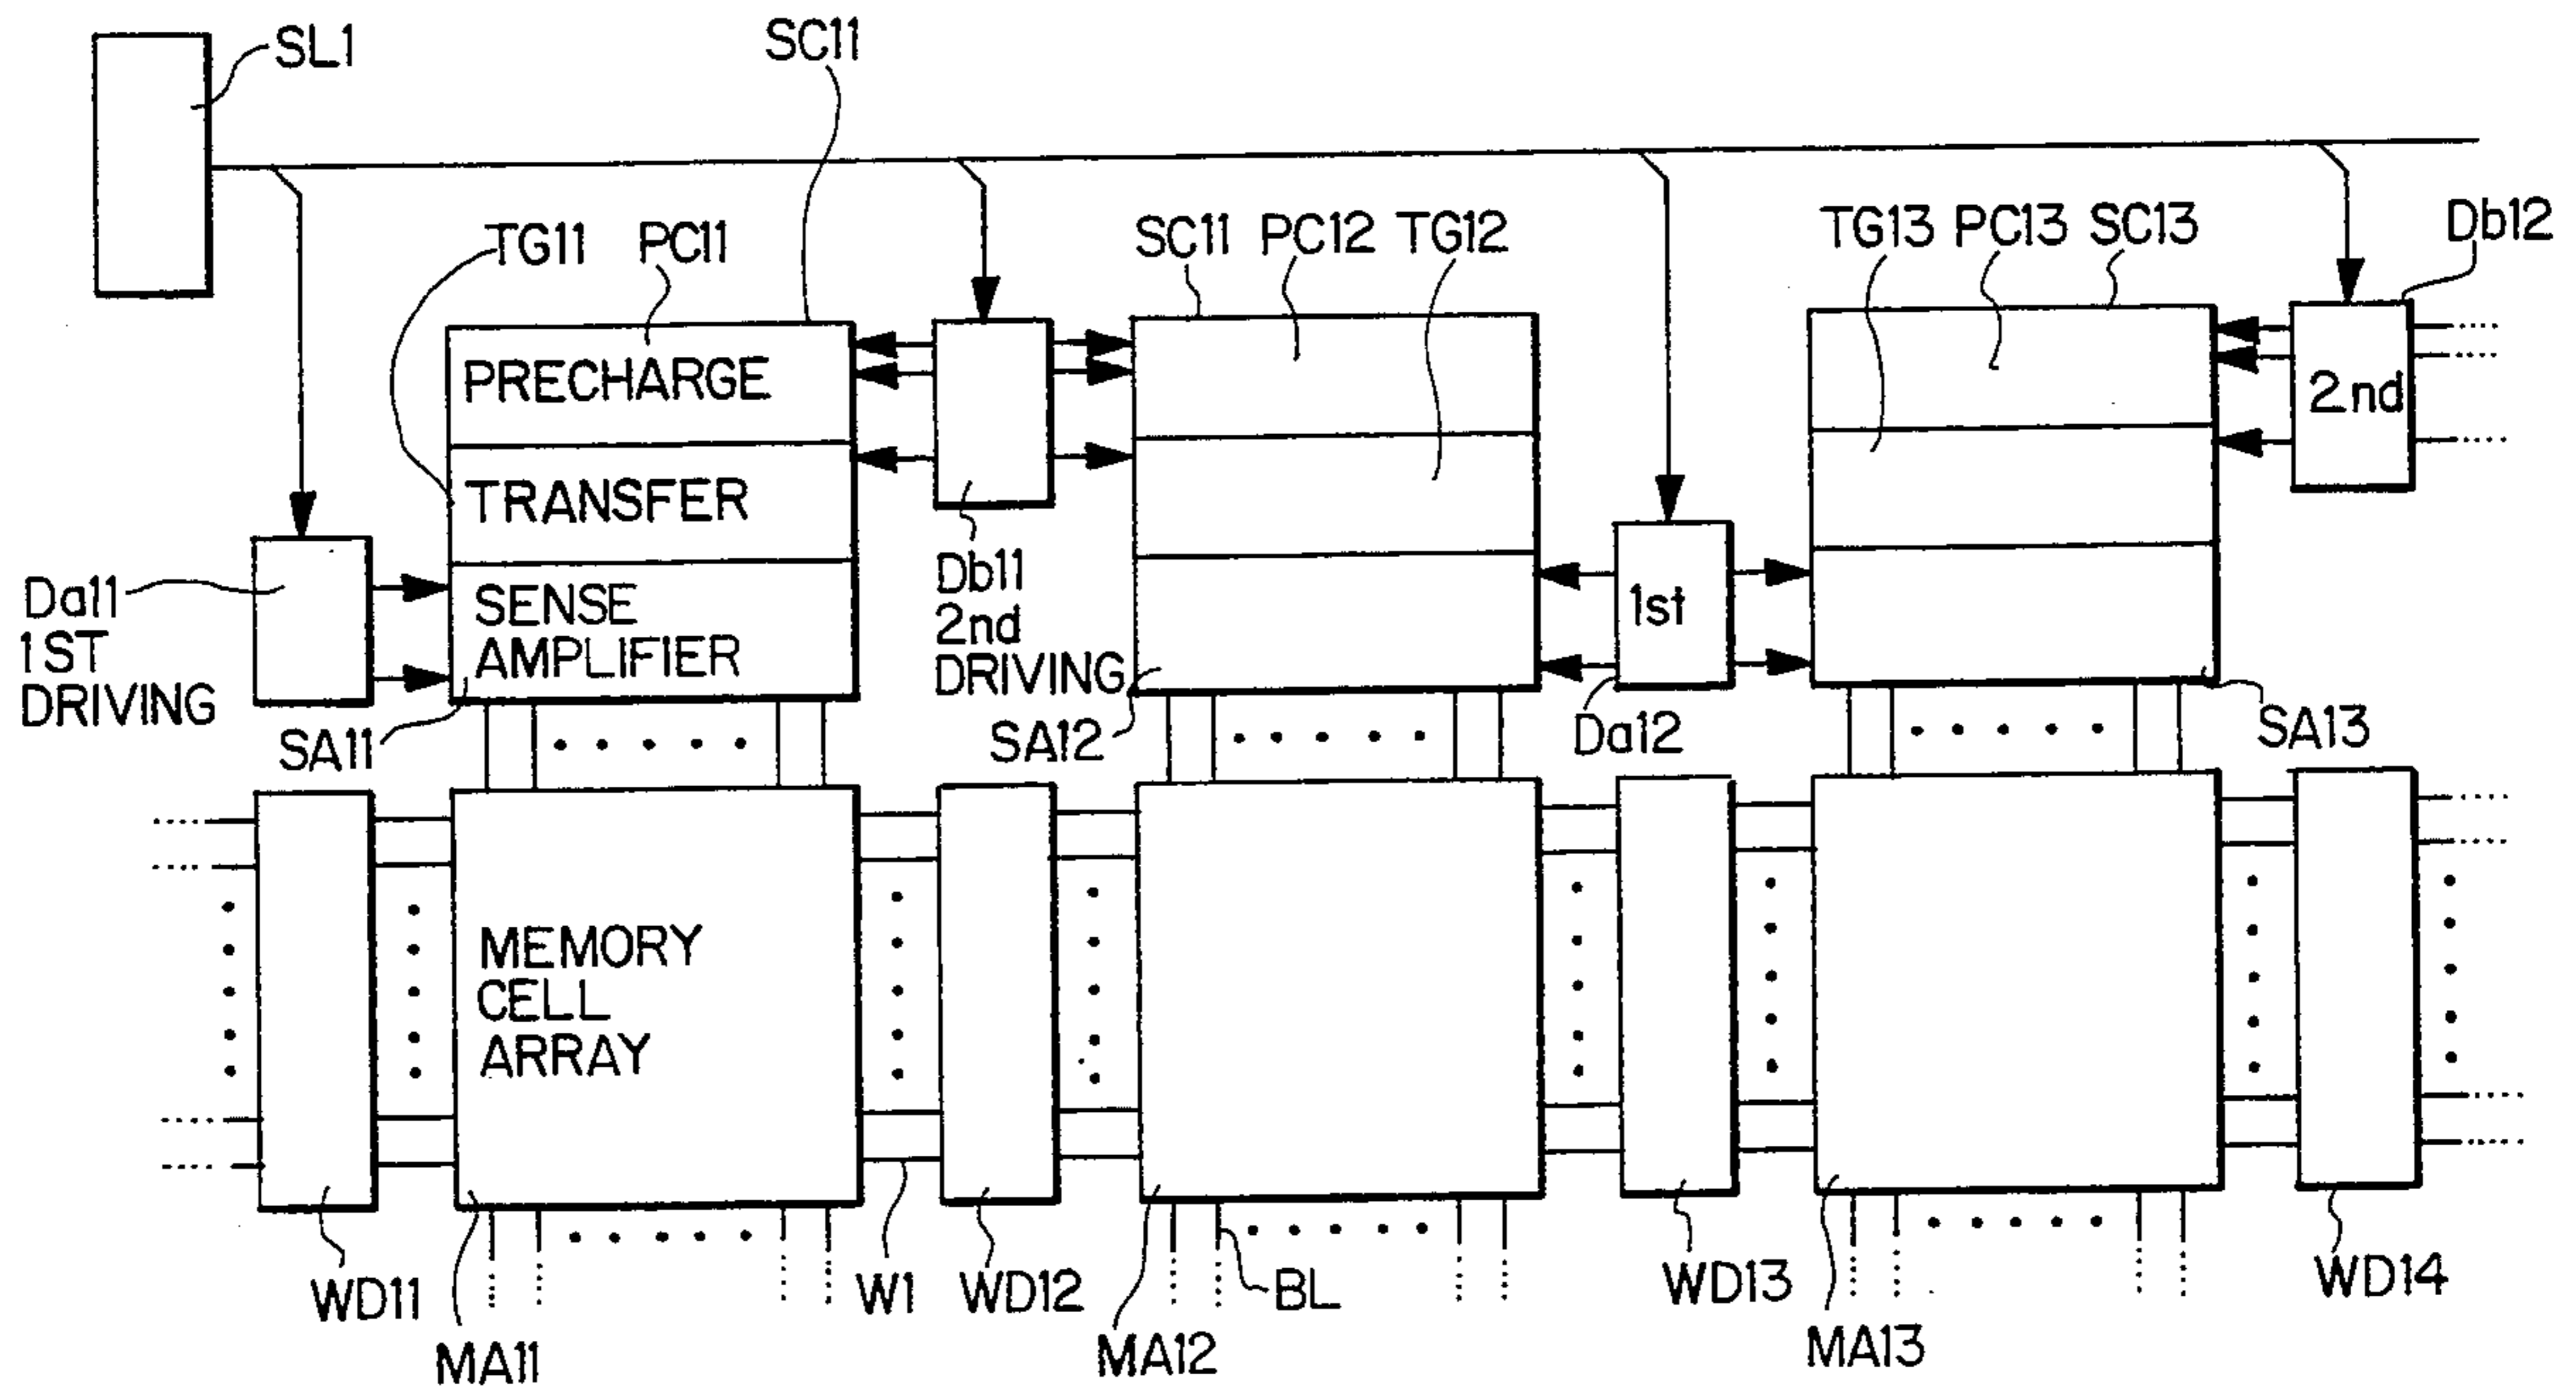 SL1
SC11
TG11
PC11
SC11
PC12
TG12
TG13
PC13
SC13
Db12
PRECHARGE
2nd
TRANSFER
Da11
1ST
DRIVING
SENSE
AMPLIFIER
Db11
2nd
DRIVING
1st
SA11
SA12
Da12
SA13
MEMORY
CELL
ARRAY
WD11
MA11
W1
WD12
MA12
BL
WD13
MA13
WD14